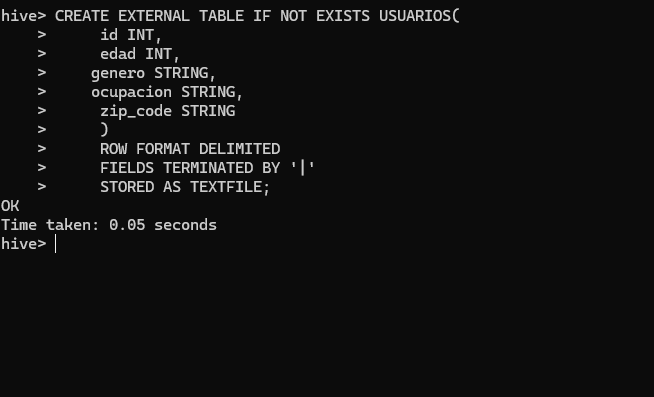 hive> CREATE EXTERNAL TABLE IF NOT EXISTS USUARIOS(
    >      id INT,
    >      edad INT,
    >     genero STRING,
    >     ocupacion STRING,
    >      zip_code STRING
    >      )
    >      ROW FORMAT DELIMITED
    >      FIELDS TERMINATED BY '|'
    >      STORED AS TEXTFILE;
OK
Time taken: 0.05 seconds
hive>